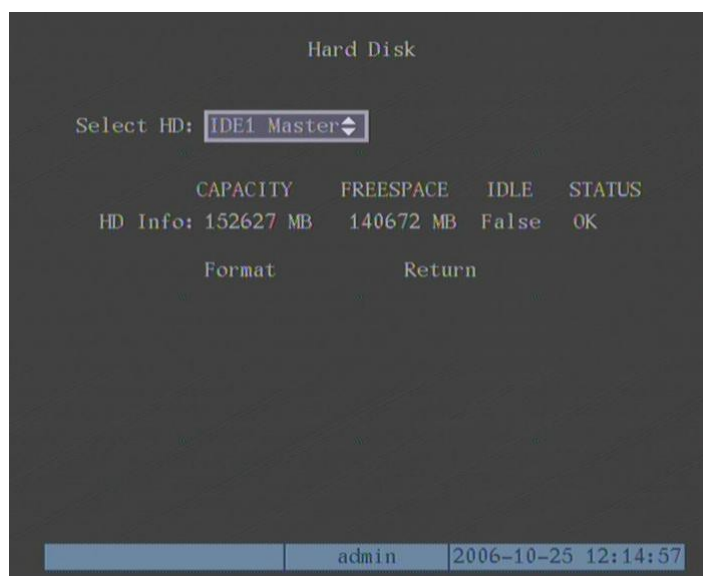 Hard Disk
Select HD: IDE1 Master
CAPACITY FREESPACE IDLE STATUS
HD Info: 152627 MB 140672 MB False OK
Format Return
admin 2006-10-25 12:14:57